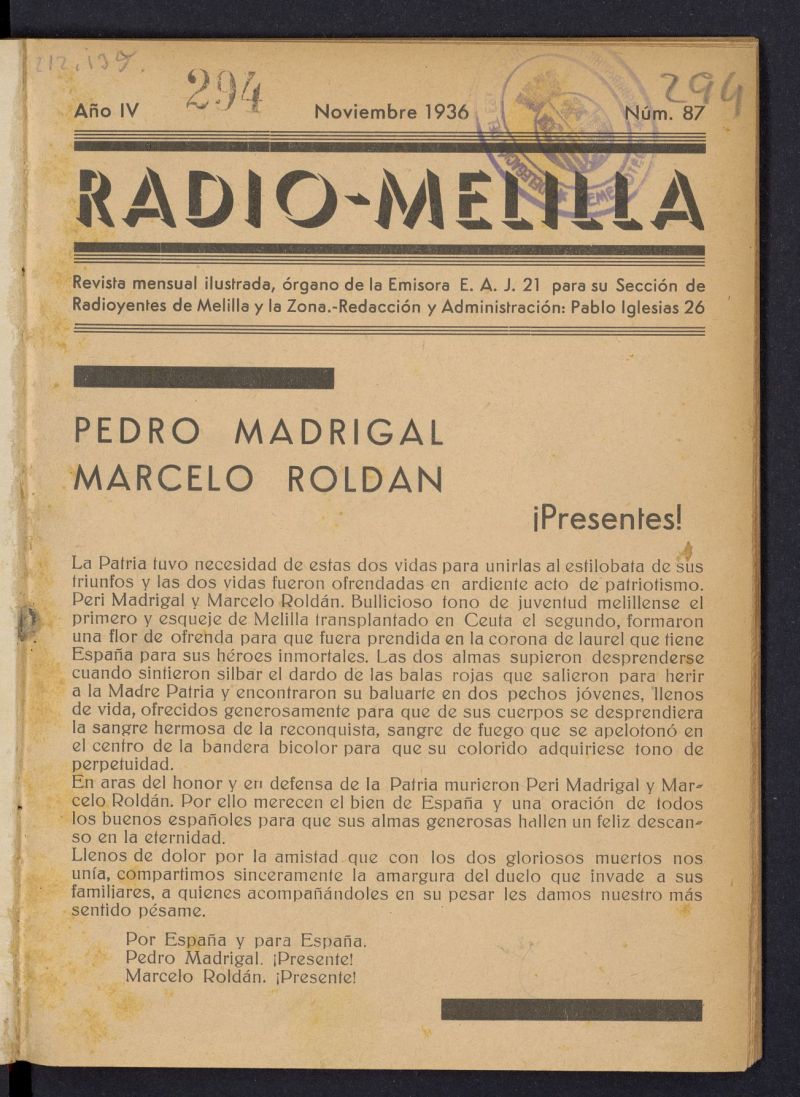 212.139.
294
294
Año IV Noviembre 1936 Núm. 87
RADIO-MELILLA
Revista mensual ilustrada, órgano de la Emisora E. A. J. 21 para su Sección de
Radioyentes de Melilla y la Zona.-Redacción y Administración: Pablo Iglesias 26
PEDRO MADRIGAL
MARCELO ROLDAN
¡Presentes!
La Patria tuvo necesidad de estas dos vidas para unirlas al estilobata de sus
triunfos y las dos vidas fueron ofrendadas en ardiente acto de patriotismo.
Peri Madrigal y Marcelo Roldán. Bullicioso tono de juventud melillense el
primero y esqueje de Melilla transplantado en Ceuta el segundo, formaron
una flor de ofrenda para que fuera prendida en la corona de laurel que tiene
España para sus héroes inmortales. Las dos almas supieron desprenderse
cuando sintieron silbar el dardo de las balas rojas que salieron para herir
a la Madre Patria y encontraron su baluarte en dos pechos jóvenes, llenos
de vida, ofrecidos generosamente para que de sus cuerpos se desprendiera
la sangre hermosa de la reconquista, sangre de fuego que se apelotonó en
el centro de la bandera bicolor para que su colorido adquiriese tono de
perpetuidad.
En aras del honor y en defensa de la Patria murieron Peri Madrigal y Mar-
celo Roldán. Por ello merecen el bien de España y una oración de todos
los buenos españoles para que sus almas generosas hallen un feliz descan-
so en la eternidad.
Llenos de dolor por la amistad que con los dos gloriosos muertos nos
unía, compartimos sinceramente la amargura del duelo que invade a sus
familiares, a quienes acompañándoles en su pesar les damos nuestro más
sentido pésame.
Por España y para España.
Pedro Madrigal. ¡Presente!
Marcelo Roldán. ¡Presente!